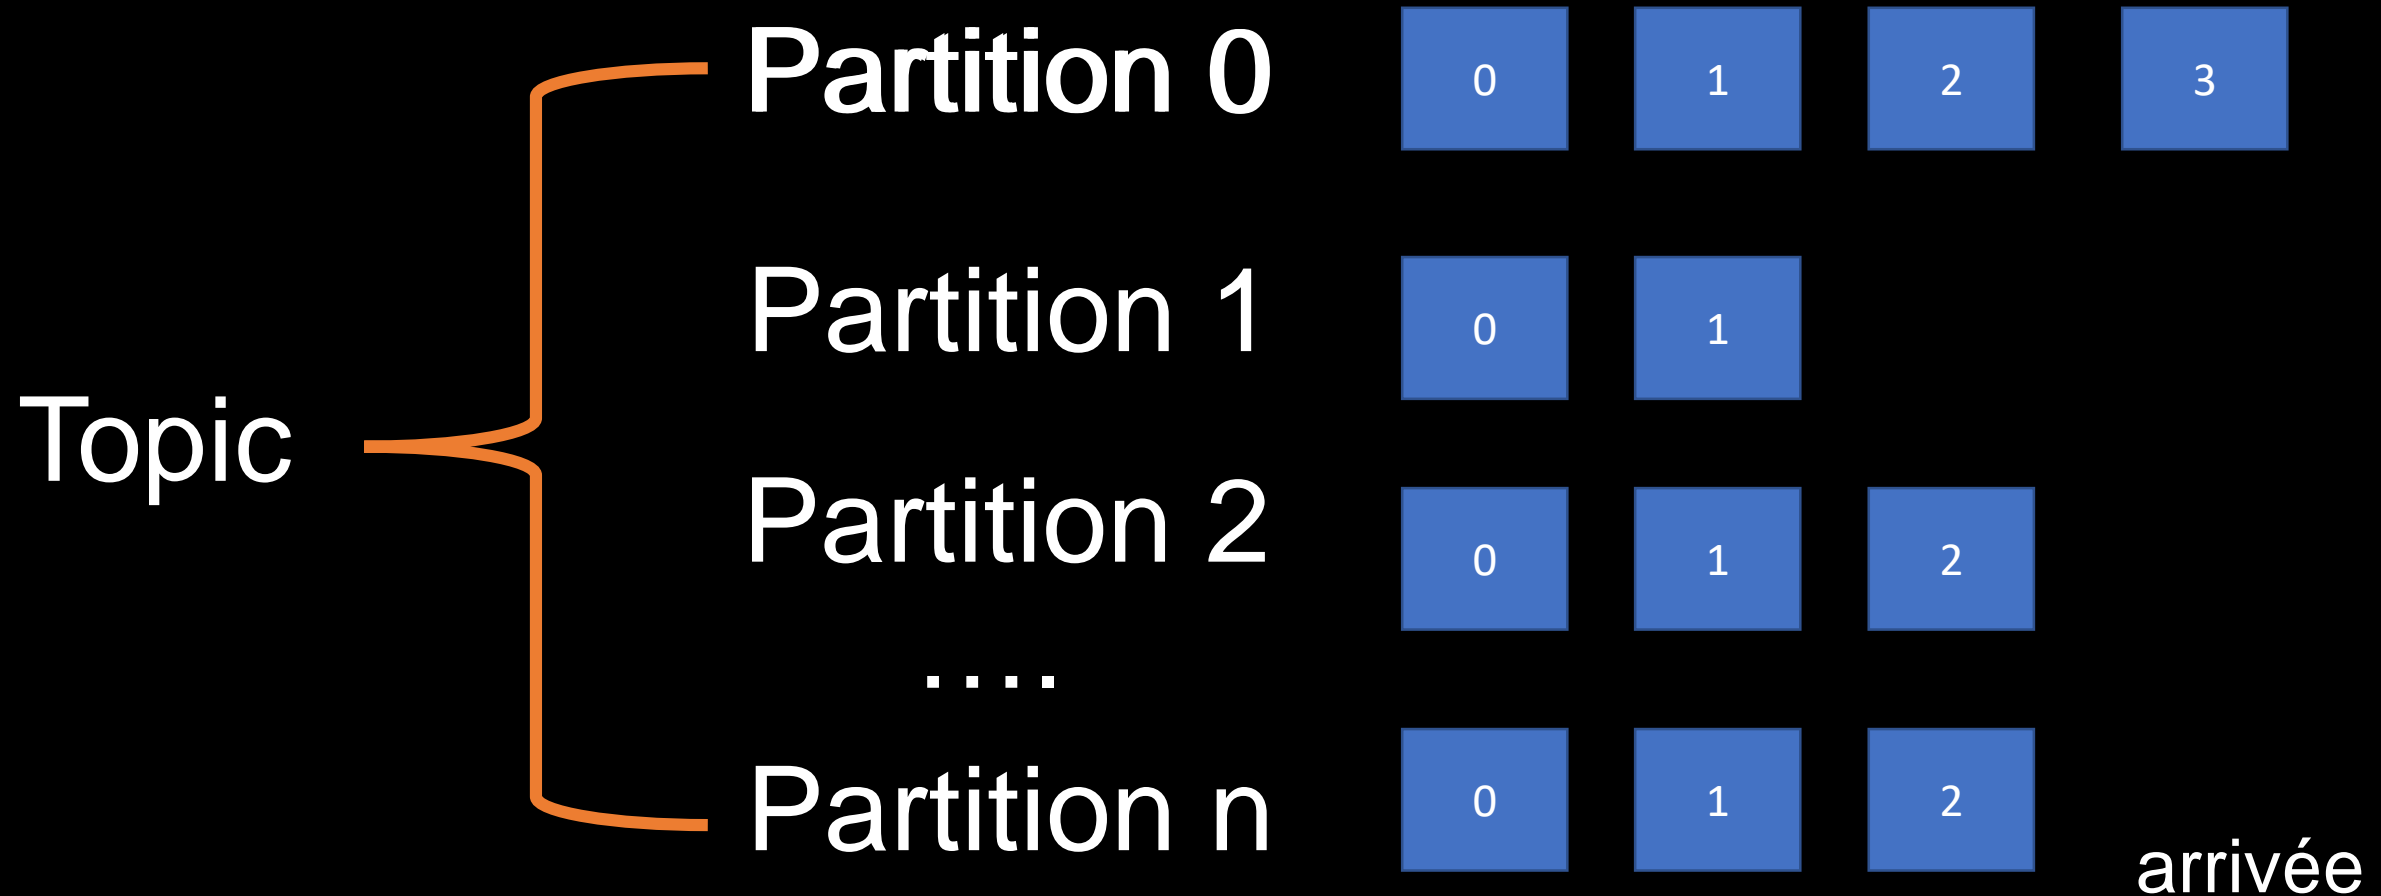 Partition 0 0 1 2 3
Partition 1 0 1
Topic
Partition 2 0 1 2
....
Partition n 0 1 2
arrivée